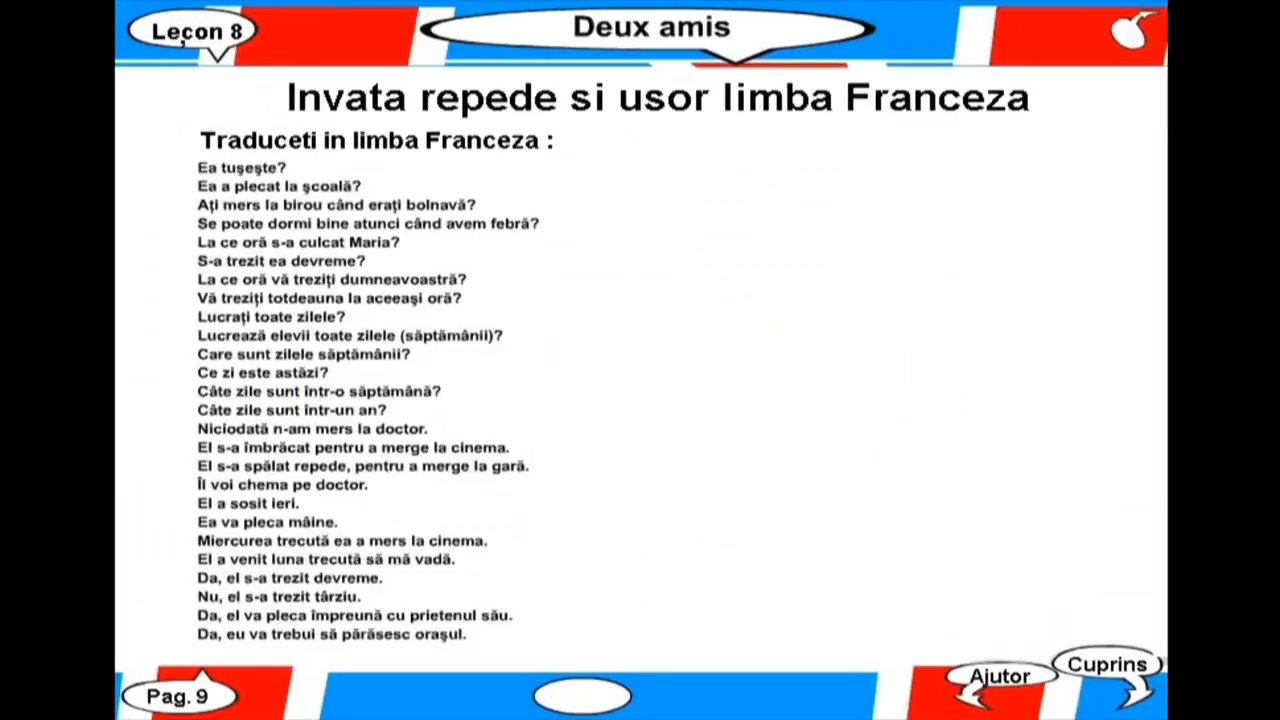 Leçon 8
Deux amis
Invata repede si usor limba Franceza
Traduceti in limba Franceza :
Ea tuşeşte?
Ea a plecat la şcoală?
Aţi mers la birou când eraţi bolnavă?
Se poate dormi bine atunci când avem febră?
La ce oră s-a culcat Maria?
S-a trezit ea devreme?
La ce oră vă treziţi dumneavoastră?
Vă treziţi totdeauna la aceeaşi oră?
Lucraţi toate zilele?
Lucrează elevii toate zilele (săptămânii)?
Care sunt zilele săptămânii?
Ce zi este astăzi?
Câte zile sunt într-o săptămână?
Câte zile sunt într-un an?
Niciodată n-am mers la doctor.
El s-a îmbrăcat pentru a merge la cinema.
El s-a spălat repede, pentru a merge la gară.
Îl voi chema pe doctor.
El a sosit ieri.
Ea va pleca mâine.
Miercurea trecută ea a mers la cinema.
El a venit luna trecută să mă vadă.
Da, el s-a trezit devreme.
Nu, el s-a trezit târziu.
Da, el va pleca împreună cu prietenul său.
Da, eu va trebui să părăsesc oraşul.
Pag. 9
Ajutor
Cuprins